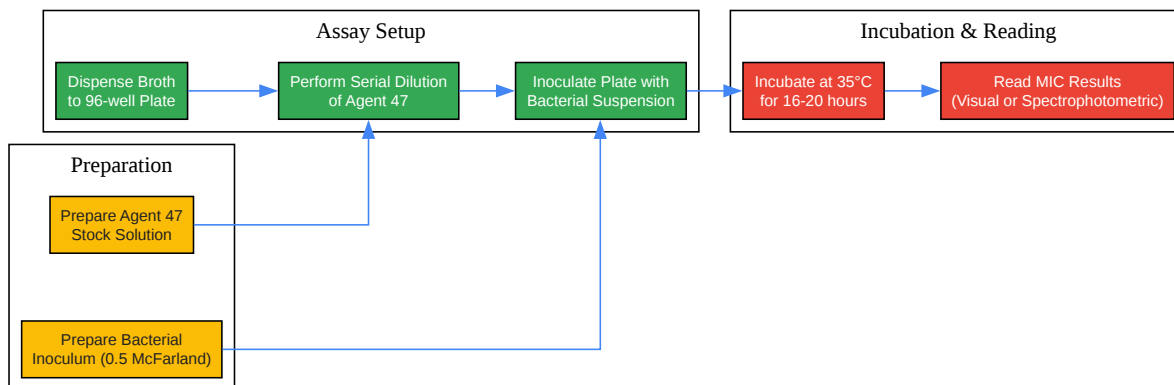 Assay Setup
Dispense Broth
to 96-well Plate
Perform Serial Dilution
of Agent 47
Inoculate Plate with
Bacterial Suspension
Incubation & Reading
Incubate at 35°C
for 16-20 hours
Read MIC Results
(Visual or Spectrophotometric)
Preparation
Prepare Agent 47
Stock Solution
Prepare Bacterial
Inoculum (0.5 McFarland)